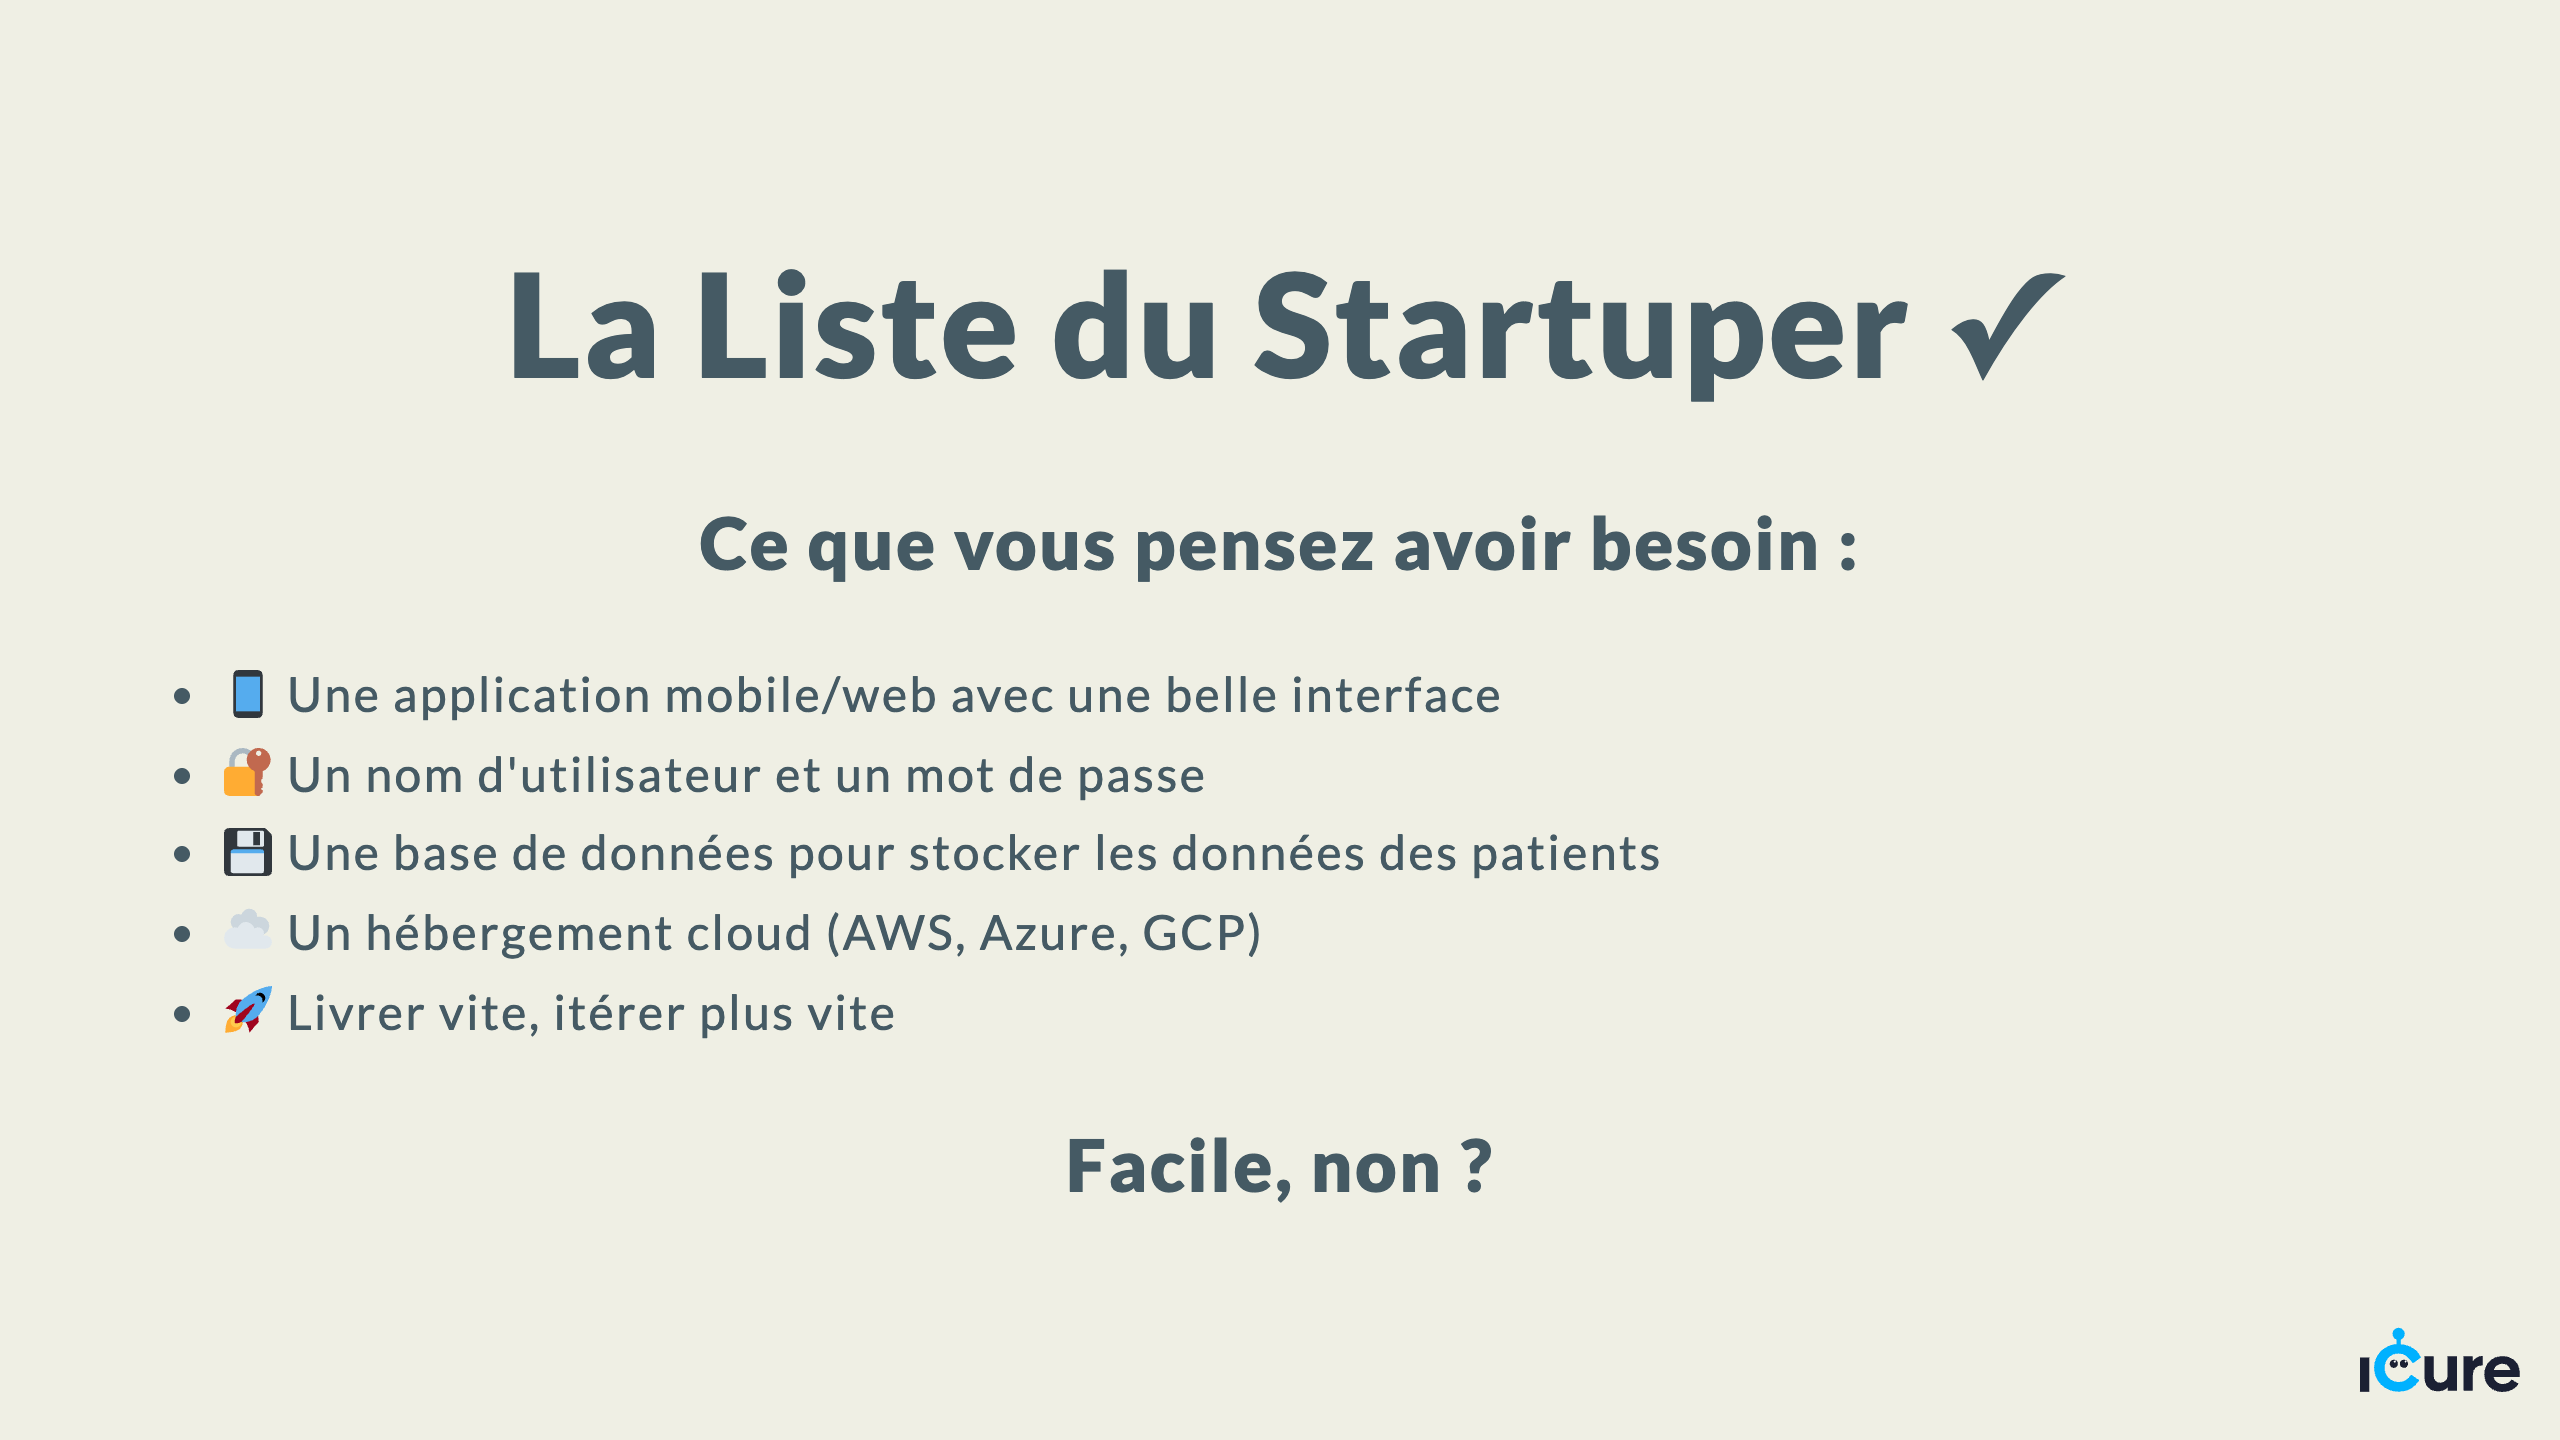 La Liste du Startuper ✓
Ce que vous pensez avoir besoin :
• 📱 Une application mobile/web avec une belle interface
• 🔐 Un nom d'utilisateur et un mot de passe
• 💾 Une base de données pour stocker les données des patients
• ☁️ Un hébergement cloud (AWS, Azure, GCP)
• 🚀 Livrer vite, itérer plus vite
Facile, non ?
iCure